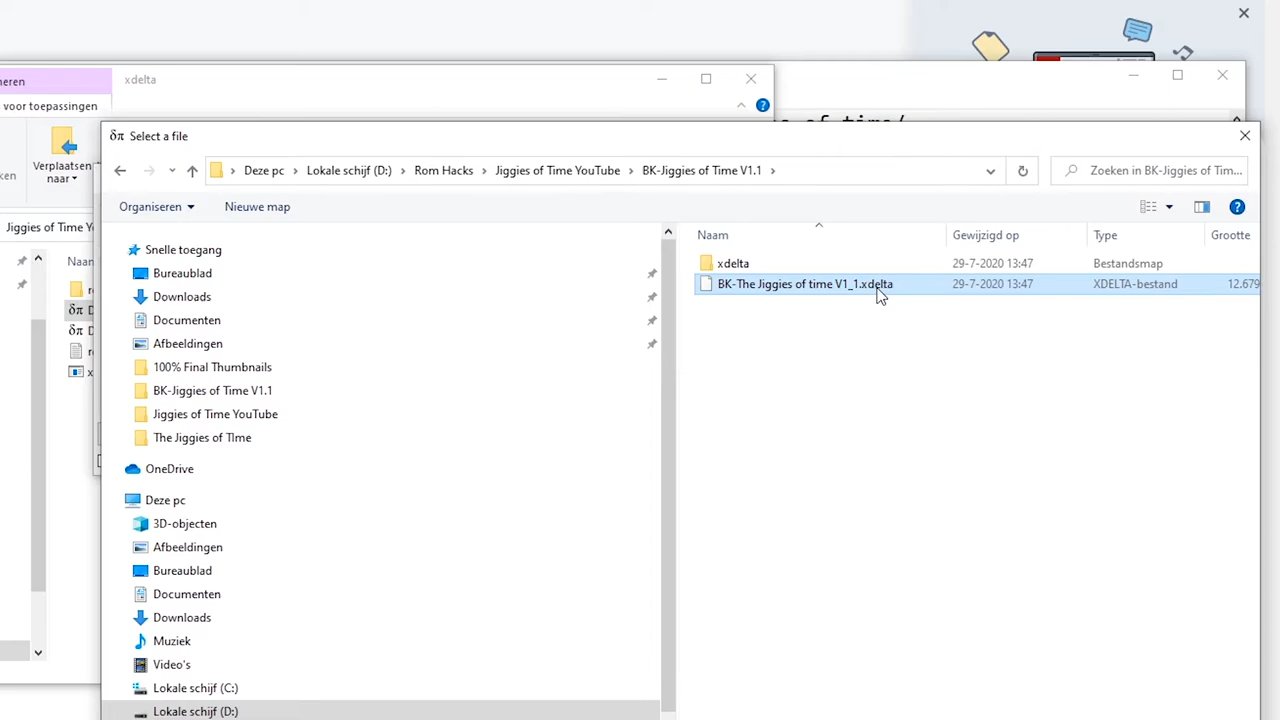 neren
xdelta
voor toepassingen
ken
Verplaatsen
naar
Jiggies of Time Yo
Naam
Select a file
Deze pc
Lokale schijf (D:)
Rom Hacks
Jiggies of Time YouTube
BK-Jiggies of Time V1.1
Zoeken in BK-Jiggies of Tim...
Organiseren
Nieuwe map
Snelle toegang
Bureaublad
Downloads
Documenten
Afbeeldingen
100% Final Thumbnails
BK-Jiggies of Time V1.1
Jiggies of Time YouTube
The Jiggies of TIme
OneDrive
Deze pc
3D-objecten
Afbeeldingen
Bureaublad
Documenten
Downloads
Muziek
Video's
Lokale schijf (C:)
Lokale schijf (D:)
Naam Gewijzigd op Type Grootte
xdelta 29-7-2020 13:47 Bestandsmap
BK-The Jiggies of time V1_1.xdelta 29-7-2020 13:47 XDELTA-bestand 12.679